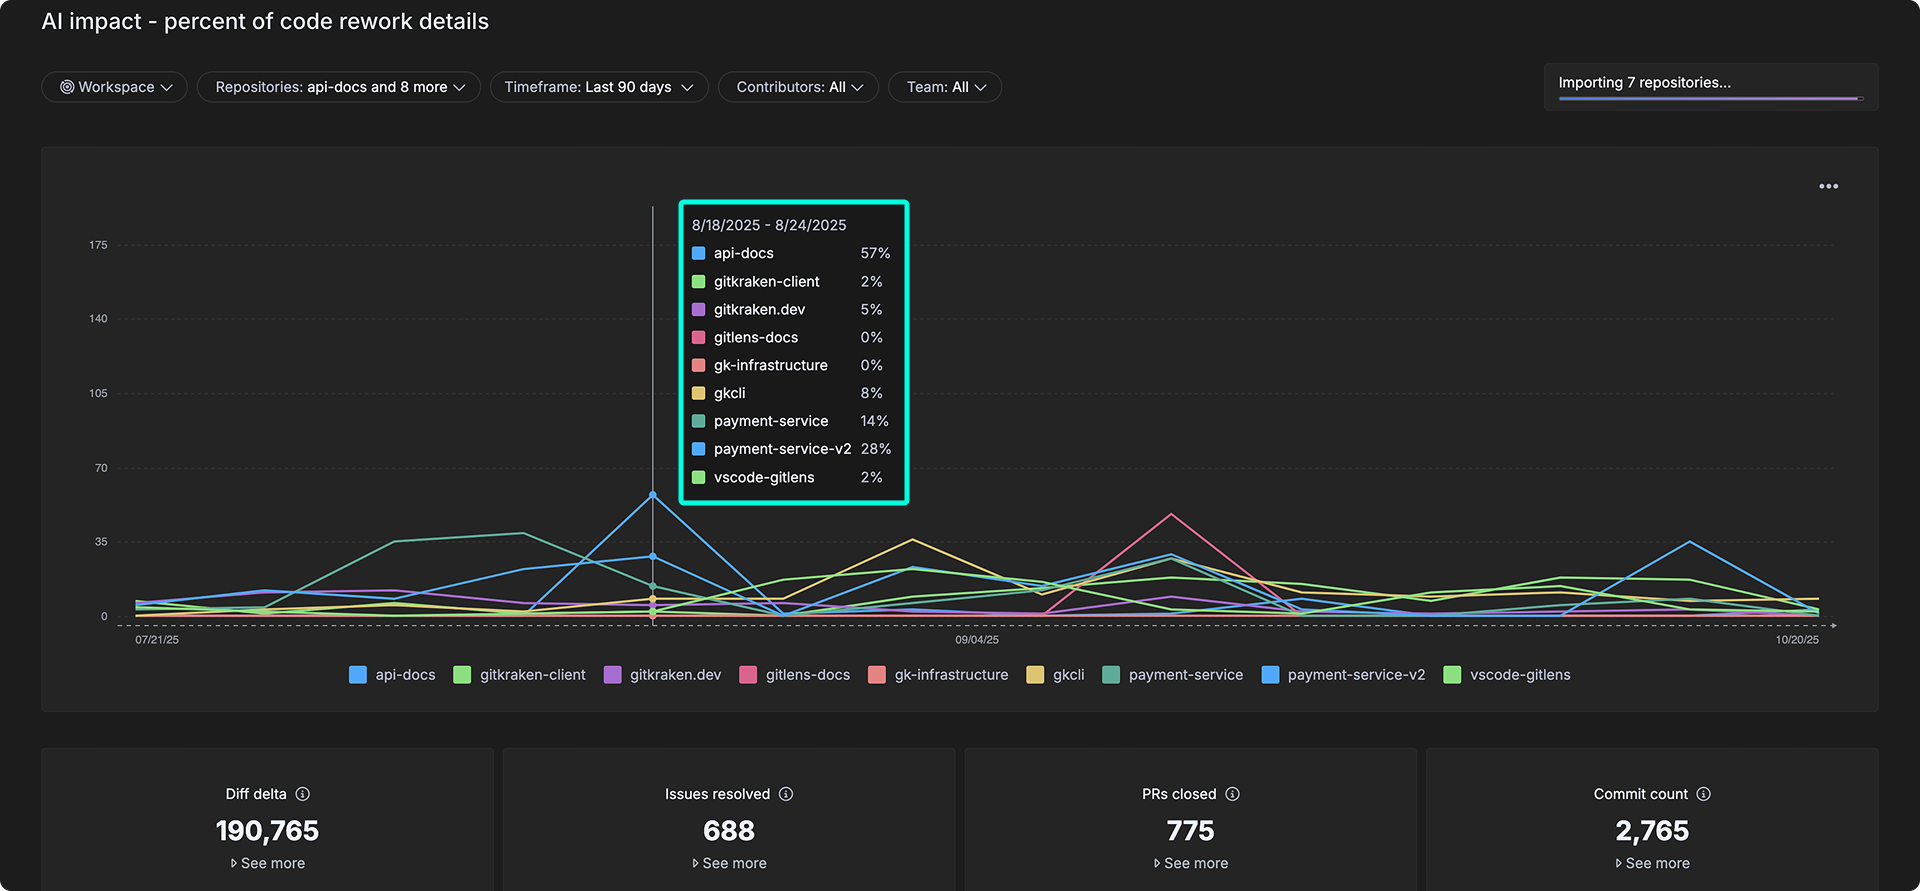 AI impact - percent of code rework details
Workspace
Repositories: api-docs and 8 more
Timeframe: Last 90 days
Contributors: All
Team: All
Importing 7 repositories...
8/18/2025 - 8/24/2025
api-docs 57%
gitkraken-client 2%
gitkraken.dev 5%
gitlens-docs 0%
gk-infrastructure 0%
gkcli 8%
payment-service 14%
payment-service-v2 28%
vscode-gitlens 2%
175
140
105
70
35
0
07/21/25 09/04/25 10/20/25
api-docs gitkraken-client gitkraken.dev gitlens-docs gk-infrastructure gkcli payment-service payment-service-v2 vscode-gitlens
Diff delta
190,765
See more
Issues resolved
688
See more
PRs closed
775
See more
Commit count
2,765
See more